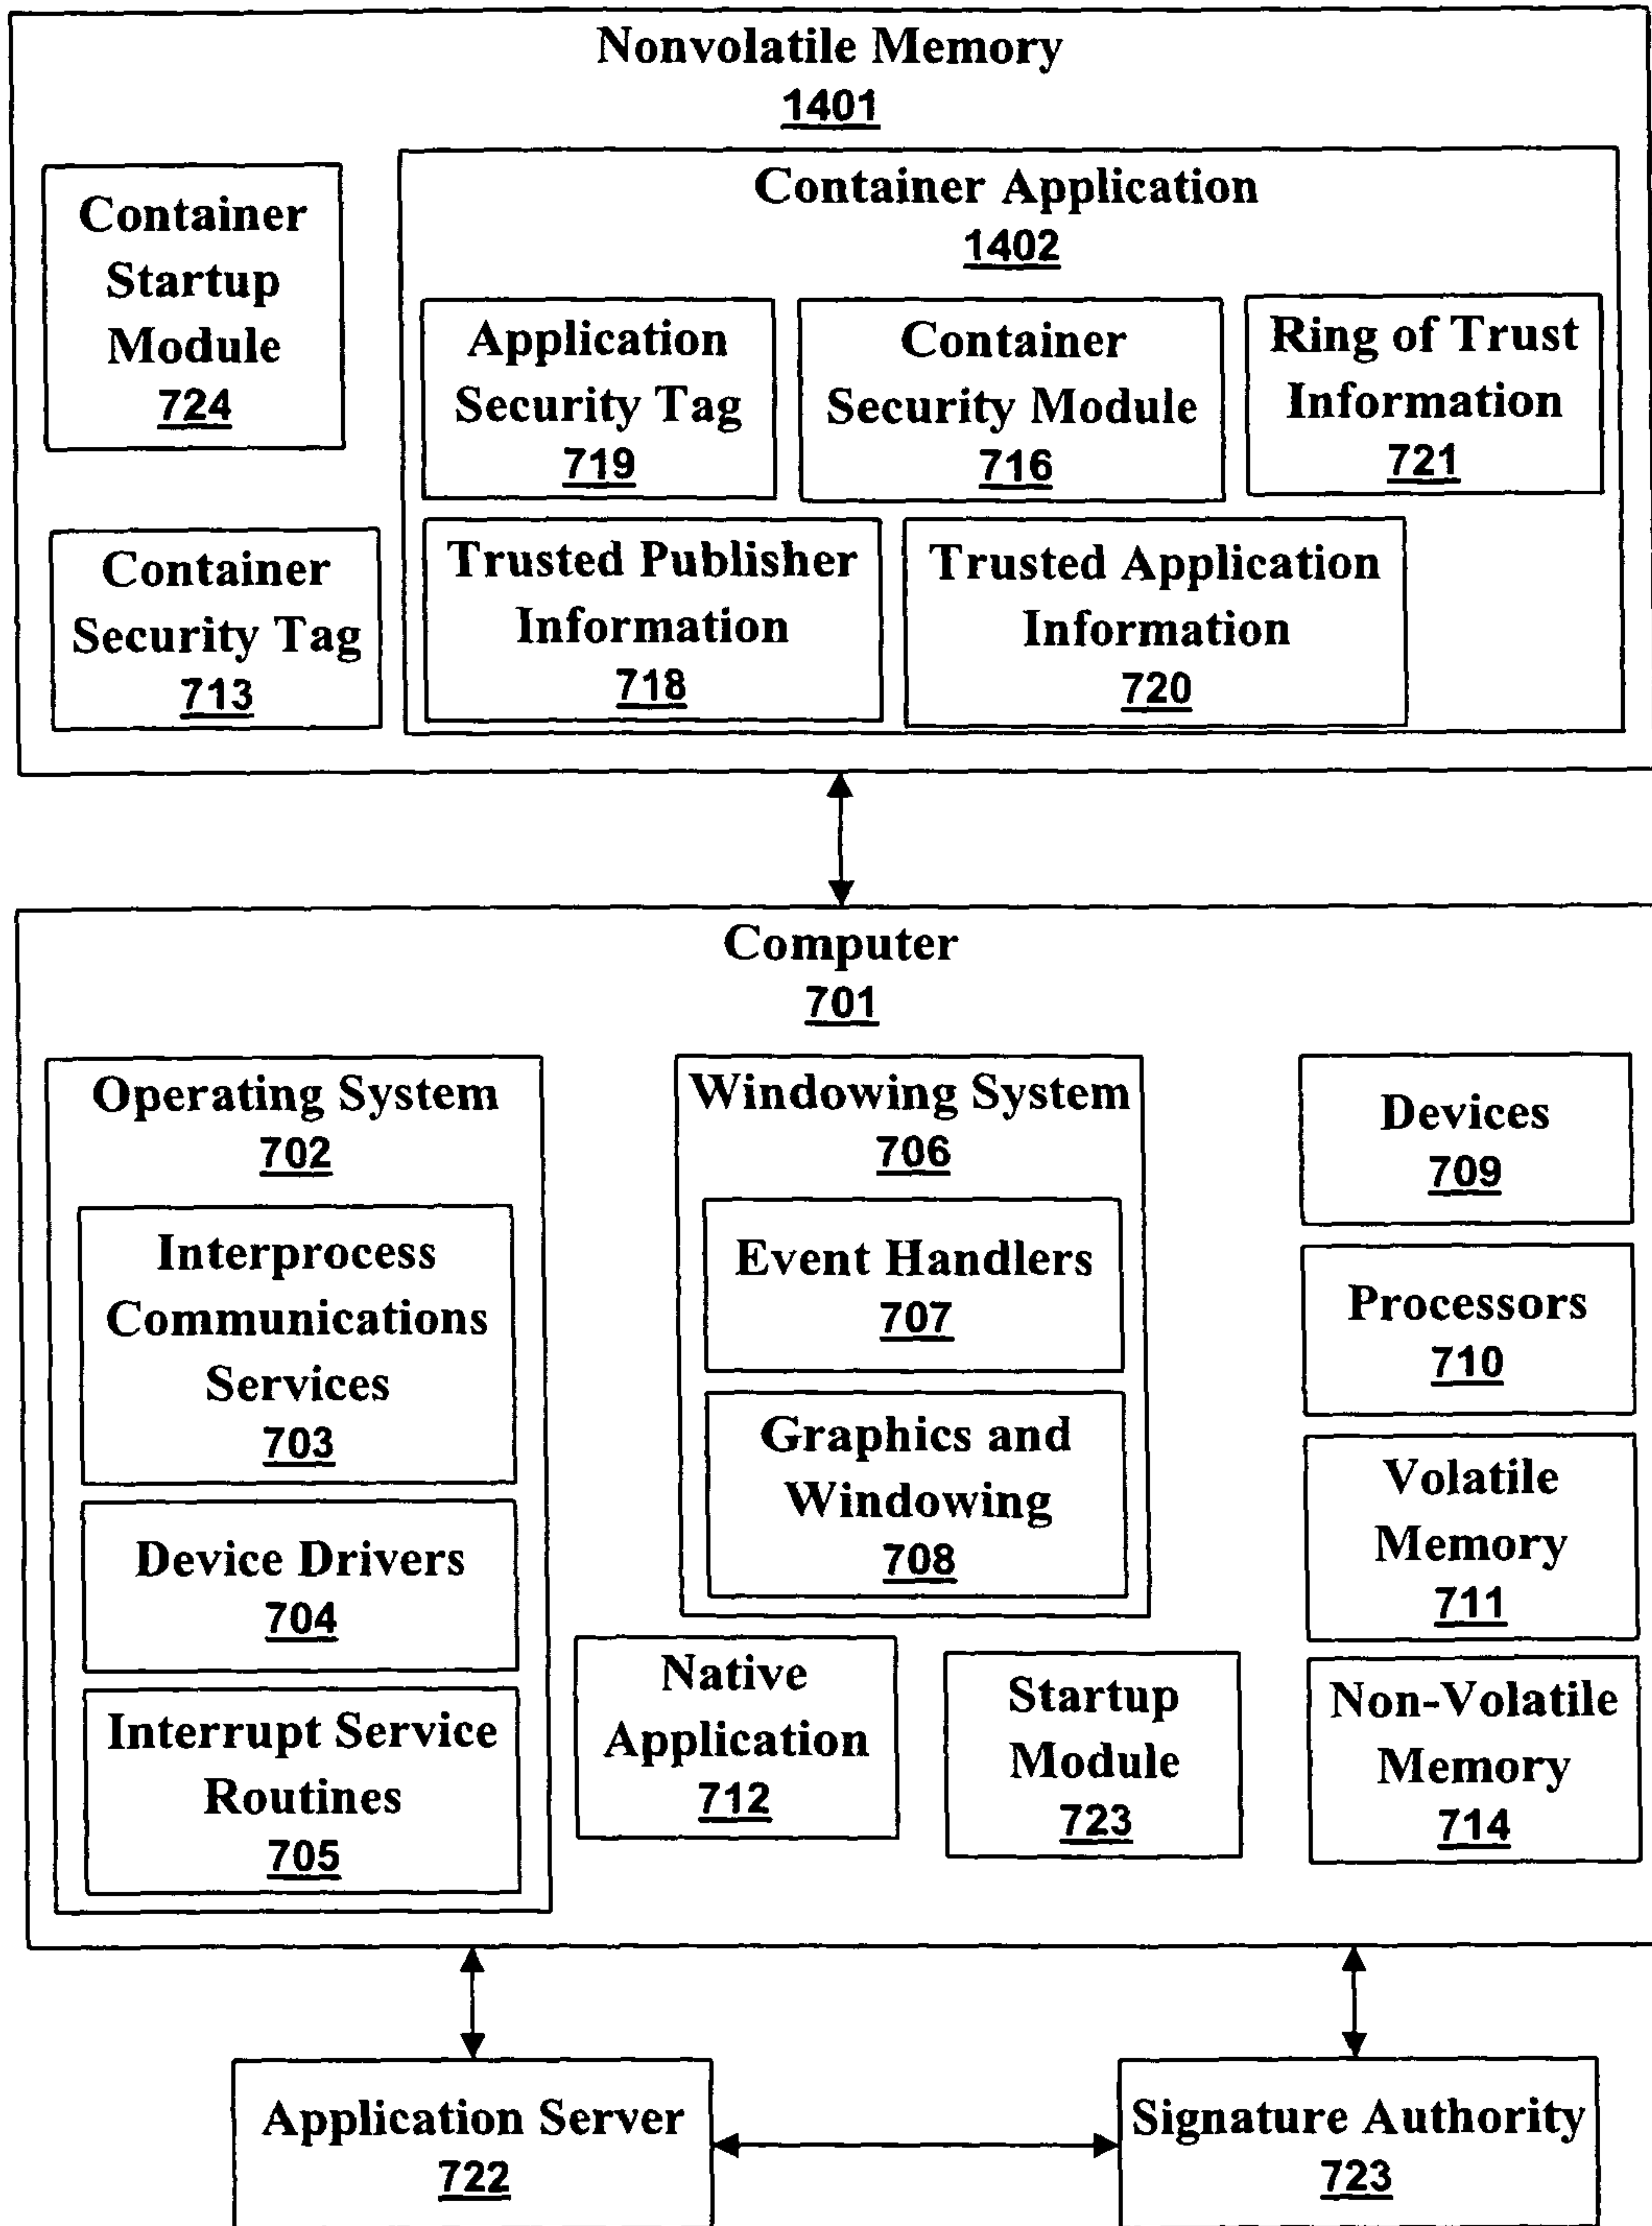 Nonvolatile Memory
1401
Container
Startup
Module
724
Container
Security Tag
713
Container Application
1402
Application
Security Tag
719
Container
Security Module
716
Ring of Trust
Information
721
Trusted Publisher
Information
718
Trusted Application
Information
720
Computer
701
Operating System
702
Interprocess
Communications
Services
703
Device Drivers
704
Interrupt Service
Routines
705
Windowing System
706
Event Handlers
707
Graphics and
Windowing
708
Native
Application
712
Startup
Module
723
Devices
709
Processors
710
Volatile
Memory
711
Non-Volatile
Memory
714
Application Server
722
Signature Authority
723